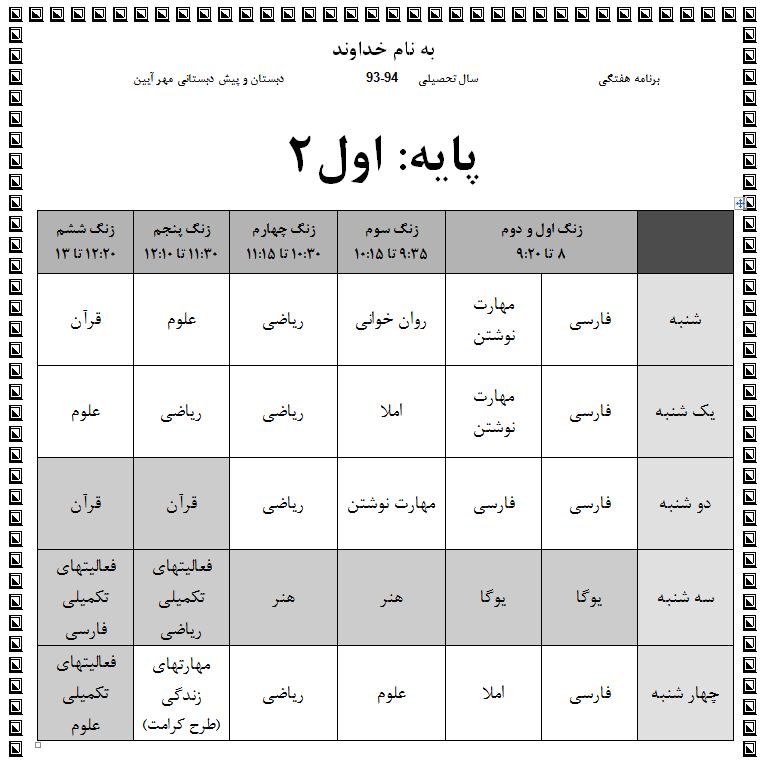 به نام خداوند
برنامه هفتگی سال تحصیلی 93-94 دبستان و پیش دبستانی مهر آیین
پایه: اول۲
زنگ اول و دوم زنگ سوم زنگ چهارم زنگ پنجم زنگ ششم
۸ تا ۹:۲۰ ۹:۳۵ تا ۱۰:۱۵ ۱۰:۳۰ تا ۱۱:۱۵ ۱۱:۳۰ تا ۱۲:۱۰ ۱۲:۲۰ تا ۱۳
شنبه فارسی مهارت نوشتن روان خوانی ریاضی علوم قرآن
یک شنبه فارسی مهارت نوشتن املا ریاضی ریاضی علوم
دو شنبه فارسی فارسی مهارت نوشتن ریاضی قرآن قرآن
سه شنبه یوگا یوگا هنر هنر فعالیتهای تکمیلی ریاضی فعالیتهای تکمیلی فارسی
چهار شنبه فارسی املا علوم ریاضی مهارتهای زندگی (طرح کرامت) فعالیتهای تکمیلی علوم